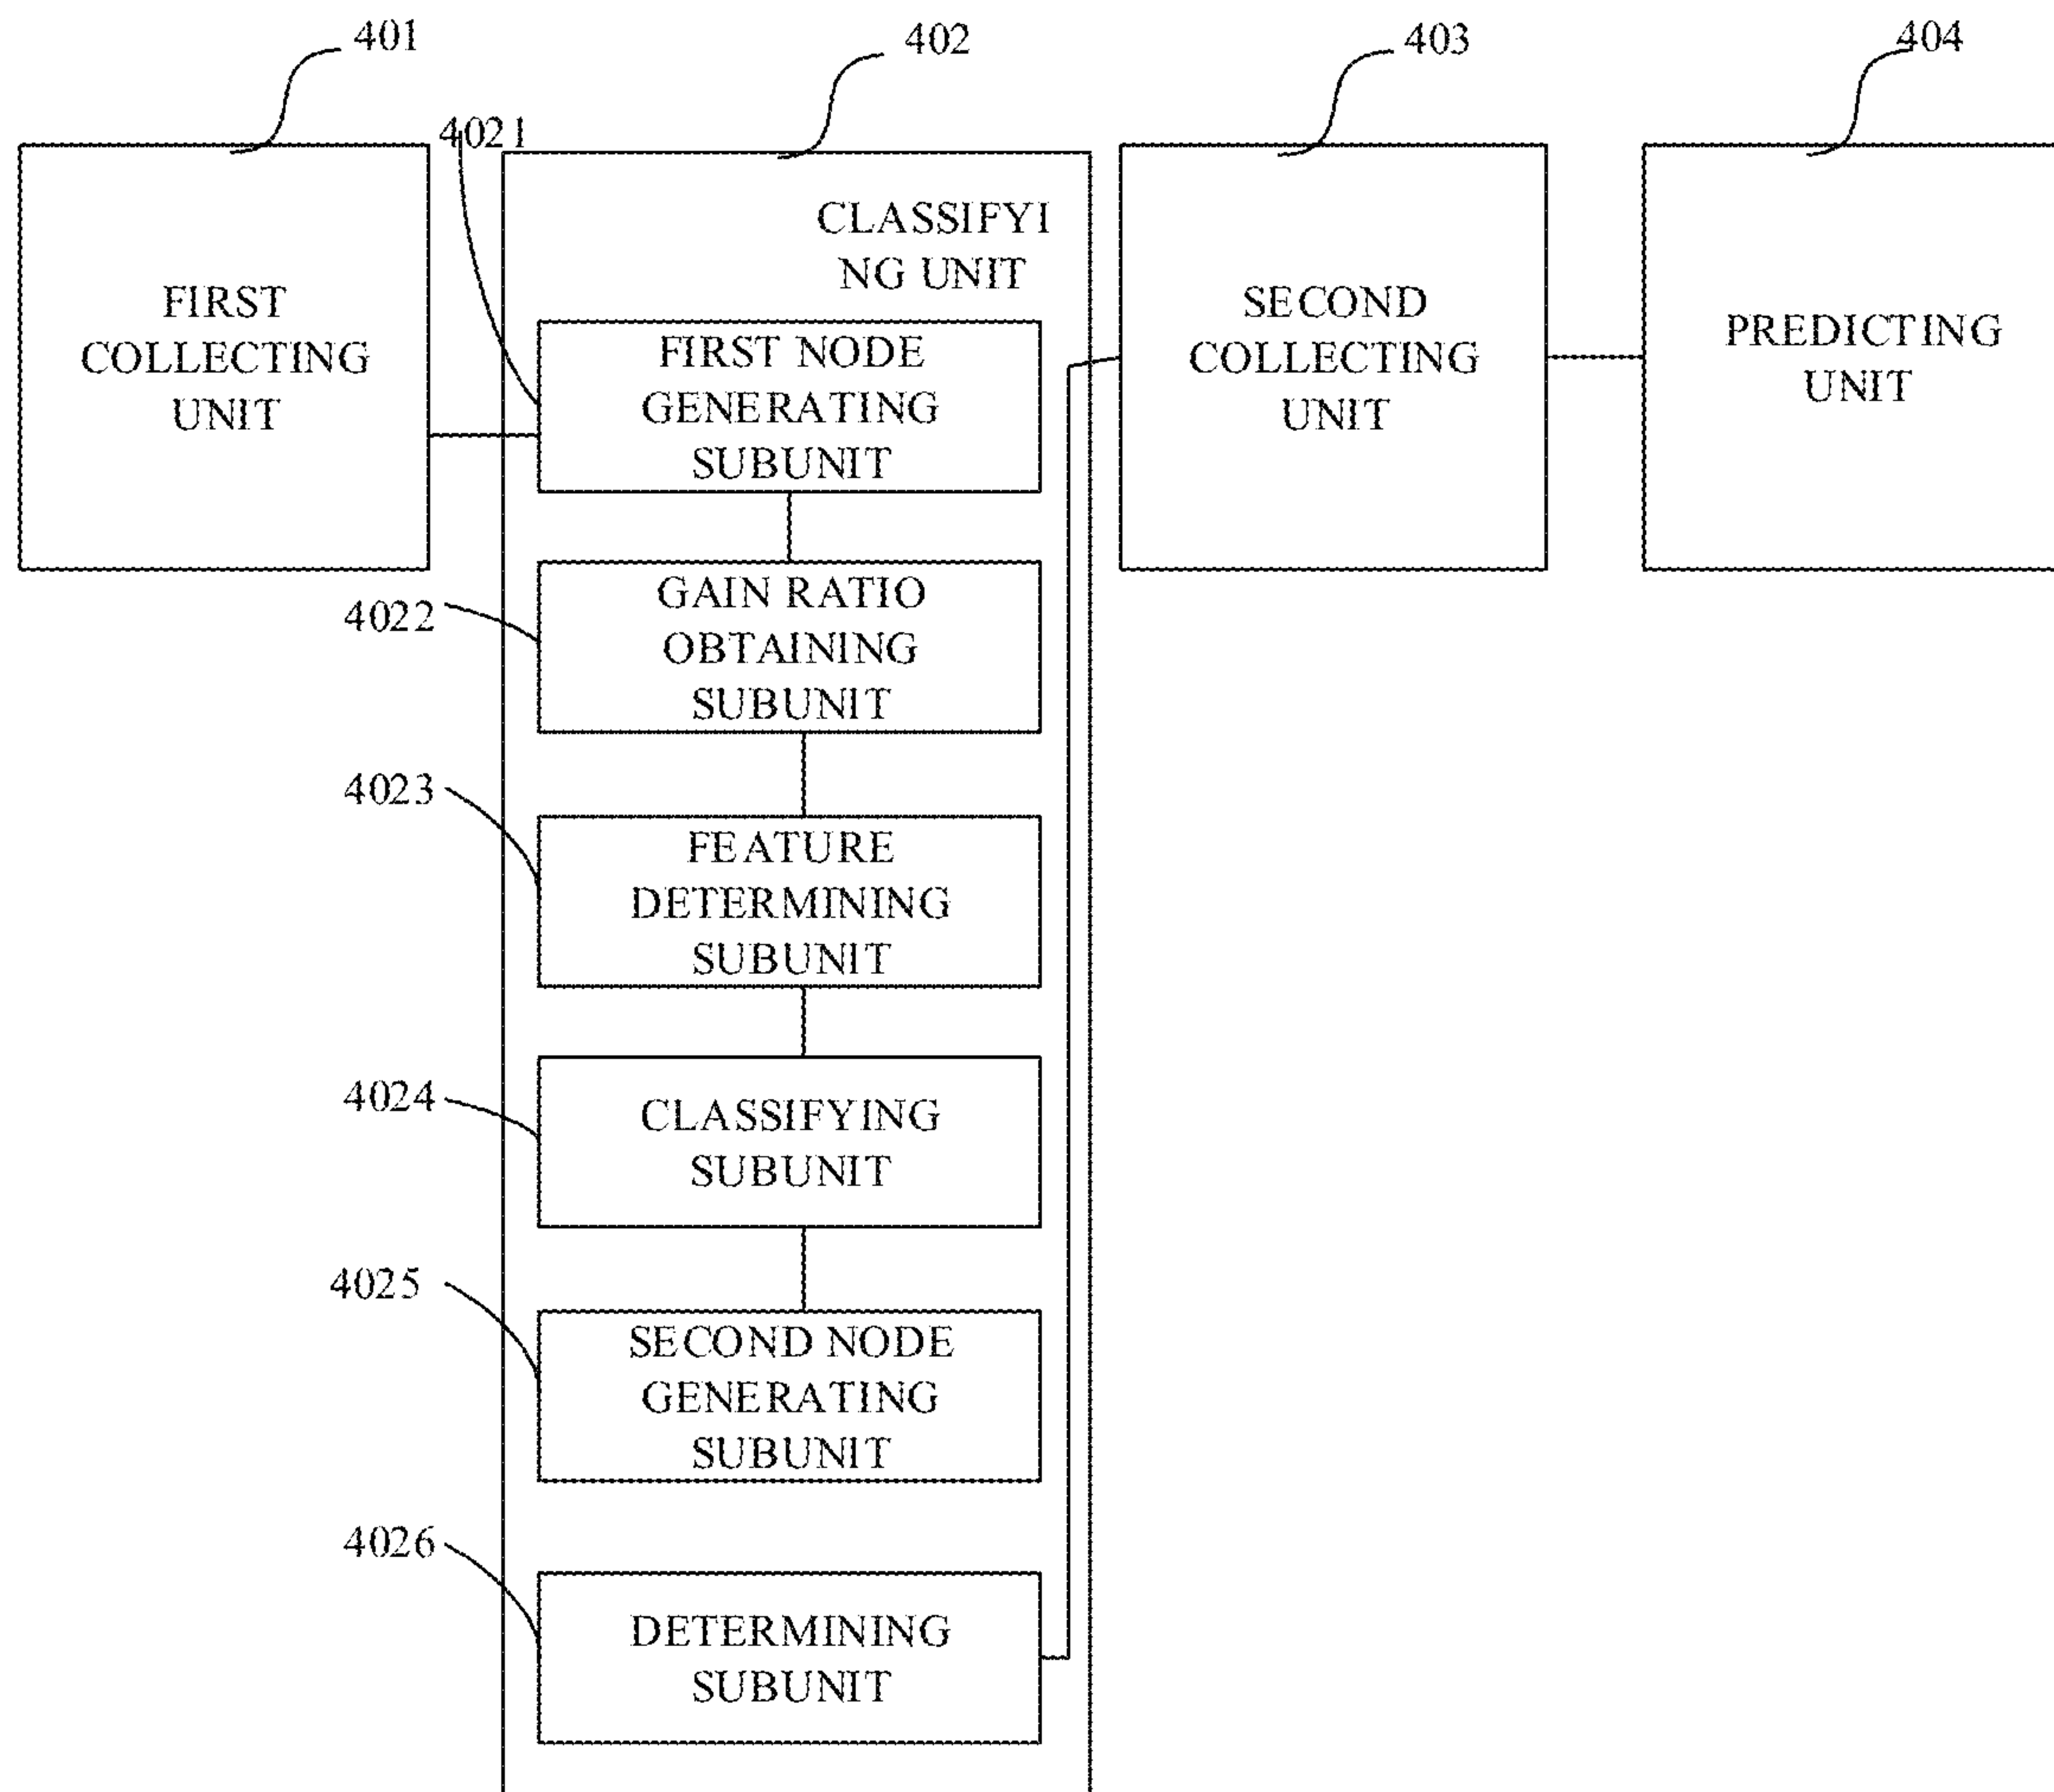 401
402
403
404
4021
FIRST
COLLECTING
UNIT
CLASSIFYI
NG UNIT
FIRST NODE
GENERATING
SUBUNIT
SECOND
COLLECTING
UNIT
PREDICTING
UNIT
4022
GAIN RATIO
OBTAINING
SUBUNIT
4023
FEATURE
DETERMINING
SUBUNIT
4024
CLASSIFYING
SUBUNIT
4025
SECOND NODE
GENERATING
SUBUNIT
4026
DETERMINING
SUBUNIT